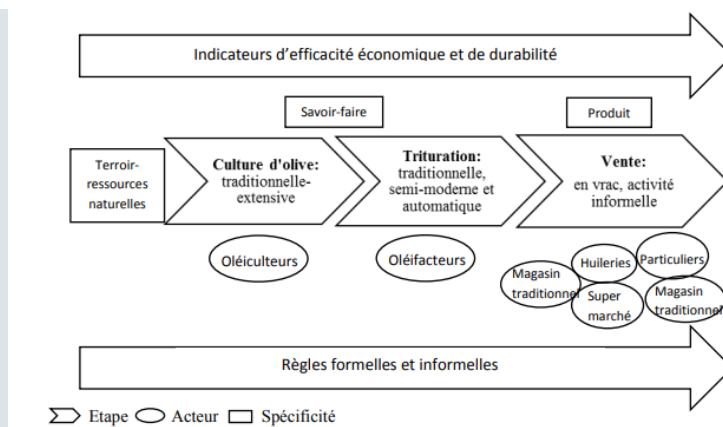 Indicateurs d'efficacité économique et de durabilité
Savoir-faire
Produit
Terroir-
ressources
naturelles
Culture d'olive:
traditionnelle-
extensive
Trituration:
traditionnelle,
semi-moderne et
automatique
Vente:
en vrac, activité
informelle
Oléiculteurs
Oléifacteurs
Magasin
traditionnel
Huileries
Particuliers
Super
marché
Magasin
traditionnel
Règles formelles et informelles
Etape Acteur Spécificité